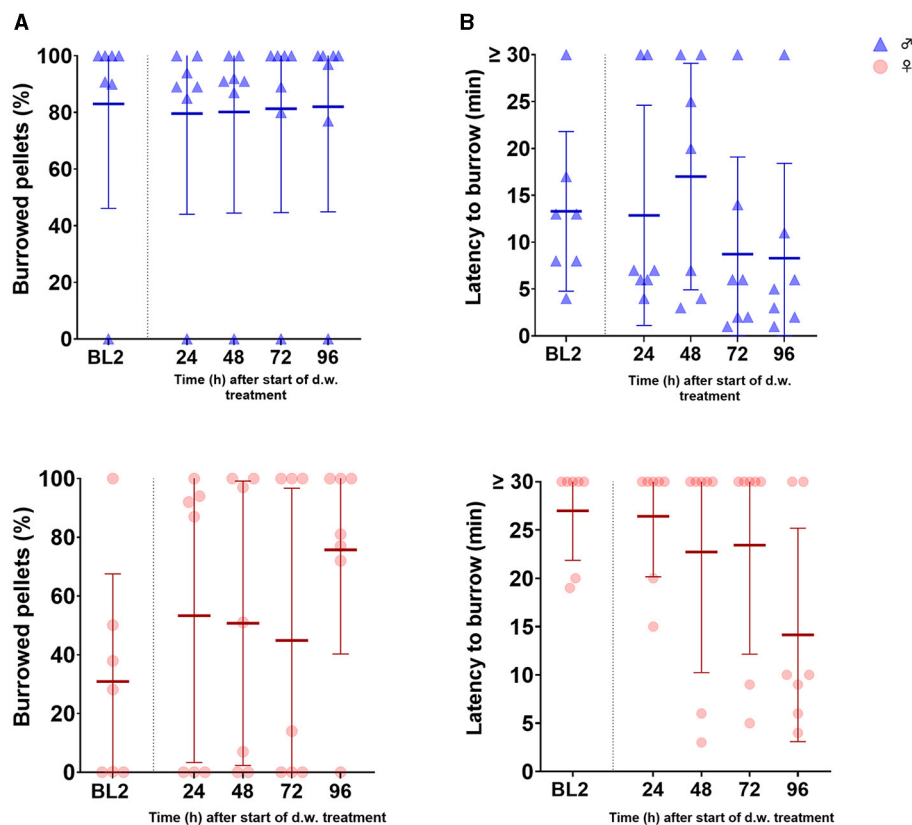 A
B
♂
♀
Burrowed pellets (%)
100
80
60
40
20
0
BL2 24 48 72 96
Time (h) after start of d.w.
treatment
Latency to burrow (min)
≥
30
25
20
15
10
5
0
BL2 24 48 72 96
Time (h) after start of d.w.
treatment
Burrowed pellets (%)
100
80
60
40
20
0
BL2 24 48 72 96
Time (h) after start of d.w. treatment
Latency to burrow (min)
≥
30
25
20
15
10
5
0
BL2 24 48 72 96
Time (h) after start of d.w. treatment